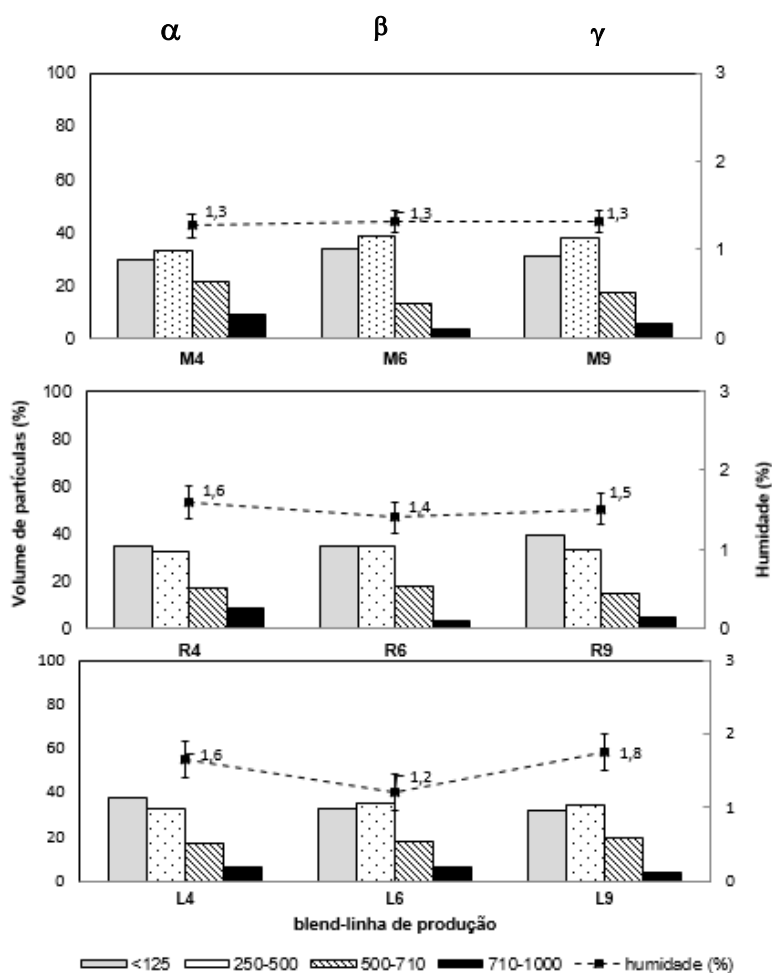 α β γ
100 3
80
60 2
1,3 1,3 1,3
40 1
20
0 0
M4 M6 M9
100 3
80
2
60 1,6 1,4 1,5
40 1
20
0 0
R4 R6 R9
Volume de partículas (%)
Humidade (%)
100 3
80
2
60 1,6 1,2 1,8
40 1
20
0 0
L4 L6 L9
blend-linha de produção
<125 250-500 500-710 710-1000 humidade (%)